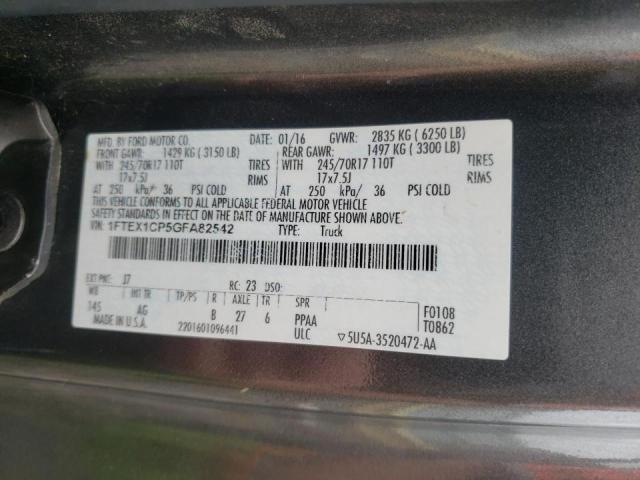 MFD. BY FORD MOTOR CO. DATE: 01/16 GVWR: 2835 KG ( 6250 LB)
FRONT GAWR: 1429 KG ( 3150 LB) REAR GAWR: 1497 KG ( 3300 LB)
WITH 245/70R17 110T TIRES WITH 245/70R17 110T TIRES
17x7.5J RIMS 17x7.5J RIMS
AT 250 kPa/ 36 PSI COLD AT 250 kPa/ 36 PSI COLD
THIS VEHICLE CONFORMS TO ALL APPLICABLE FEDERAL MOTOR VEHICLE
SAFETY STANDARDS IN EFFECT ON THE DATE OF MANUFACTURE SHOWN ABOVE.
VIN: 1FTEX1CP5GFA82542 TYPE: Truck
EXT PNT: J7 RC: 23 DSO:
WB INT TR TP/PS R AXLE TR SPR
145 AG B 27 6 PPAA F0108
MADE IN U.S.A. 2201601096441 ULC ▽5U5A-3520472-AA T0862